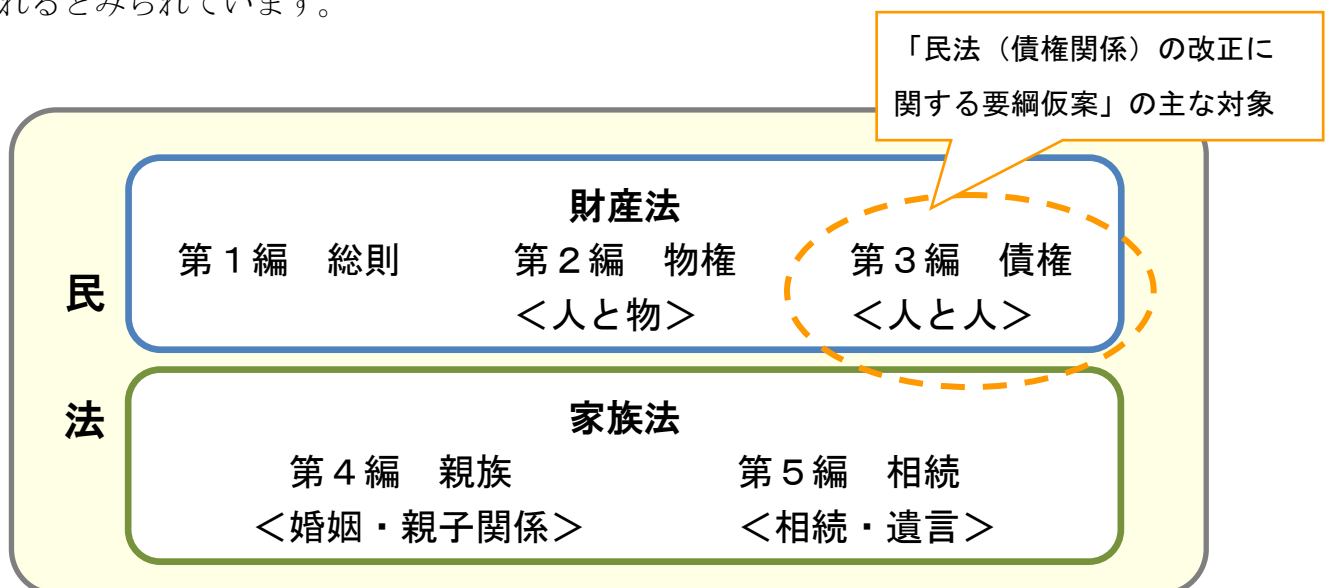 れるとみられています。
「民法（債権関係）の改正に
関する要綱仮案」の主な対象
民法
財産法
第１編　総則　第２編　物権　第３編　債権
＜人と物＞　＜人と人＞
家族法
第４編　親族　第５編　相続
＜婚姻・親子関係＞　＜相続・遺言＞